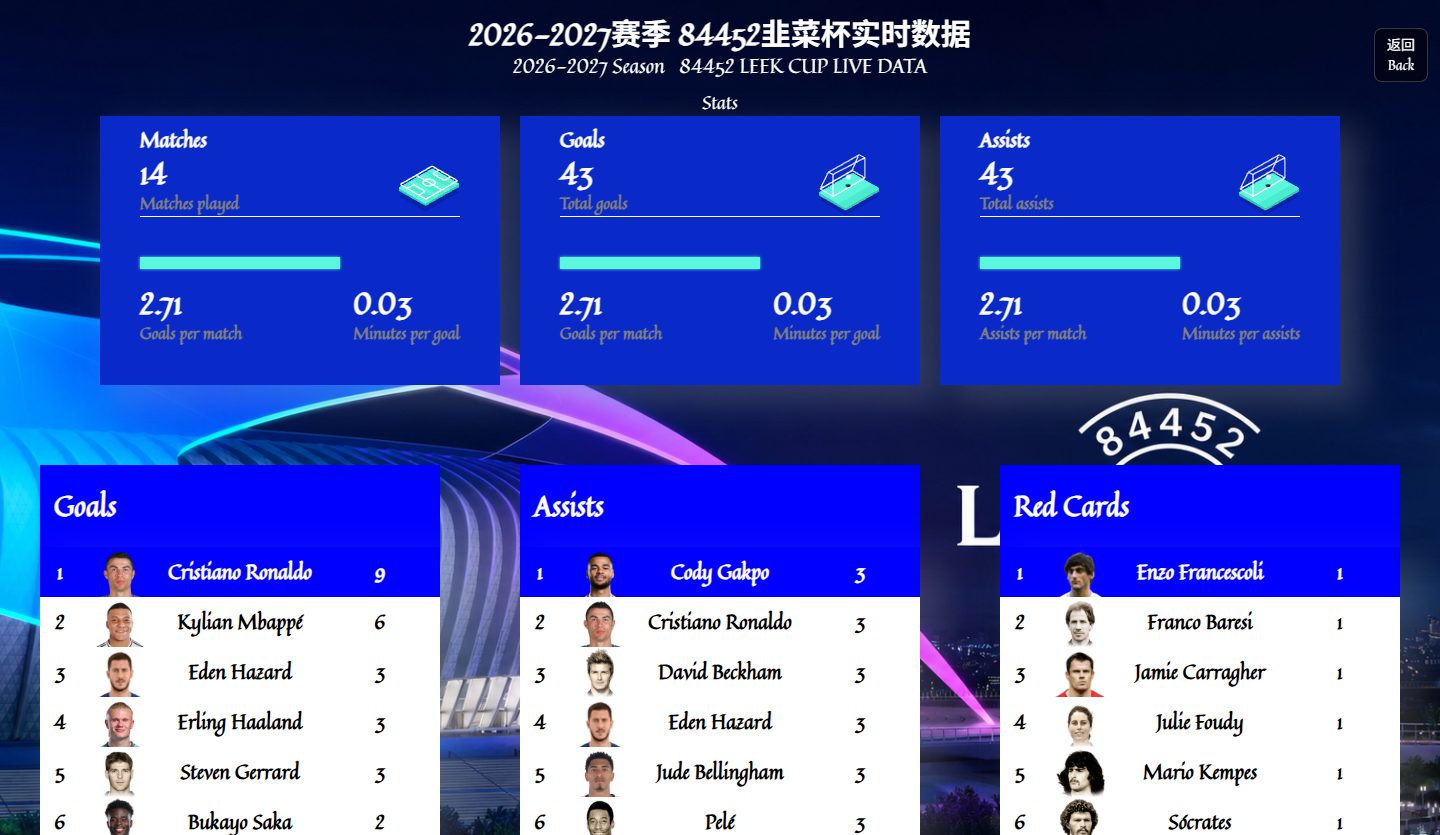 2026-2027赛季 84452韭菜杯实时数据
2026-2027 Season 84452 LEEK CUP LIVE DATA
返回
Back
Stats
Matches
14
Matches played
2.71
Goals per match
0.03
Minutes per goal
Goals
43
Total goals
2.71
Goals per match
0.03
Minutes per goal
Assists
43
Total assists
2.71
Assists per match
0.03
Minutes per assists
84452
L
Goals
1 Cristiano Ronaldo 9
2 Kylian Mbappé 6
3 Eden Hazard 3
4 Erling Haaland 3
5 Steven Gerrard 3
6 Bukayo Saka 2
Assists
1 Cody Gakpo 3
2 Cristiano Ronaldo 3
3 David Beckham 3
4 Eden Hazard 3
5 Jude Bellingham 3
6 Pelé 3
Red Cards
1 Enzo Francescoli 1
2 Franco Baresi 1
3 Jamie Carragher 1
4 Julie Foudy 1
5 Mario Kempes 1
6 Sócrates 1